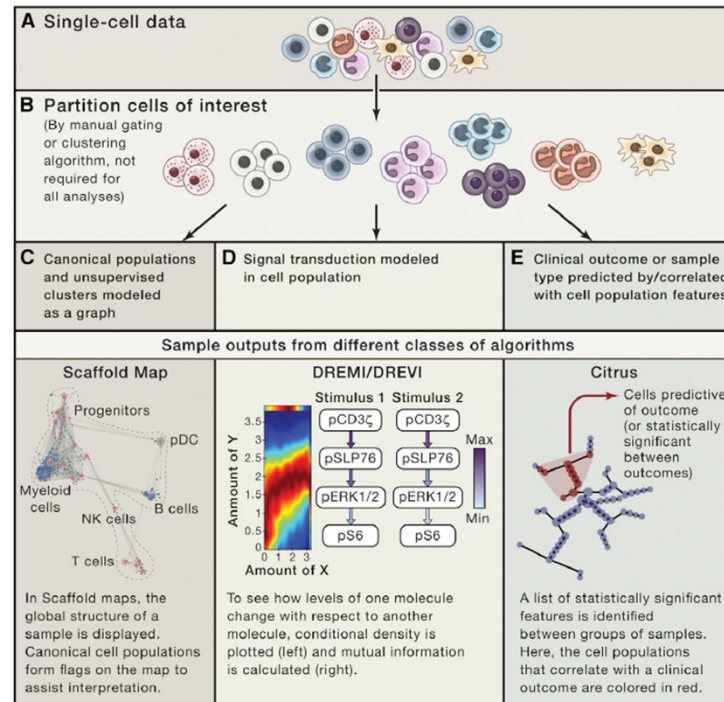 A Single-cell data
B Partition cells of interest
(By manual gating
or clustering
algorithm, not
required for
all analyses)
C Canonical populations
and unsupervised
clusters modeled
as a graph
D Signal transduction modeled
in cell population
E Clinical outcome or sample
type predicted by/correlated
with cell population features
Sample outputs from different classes of algorithms
Scaffold Map
Progenitors
pDC
Myeloid
cells
B cells
NK cells
T cells
In Scaffold maps, the
global structure of a
sample is displayed.
Canonical cell populations
form flags on the map to
assist interpretation.
DREMI/DREVI
Anmount of Y
3.5
3
2.5
2
1.5
1
0.5
0
0 1 2 3
Amount of X
Stimulus 1
pCD3ζ
pSLP76
pERK1/2
pS6
Stimulus 2
pCD3ζ
pSLP76
pERK1/2
pS6
Max
Min
To see how levels of one molecule
change with respect to another
molecule, conditional density is
plotted (left) and mutual information
is calculated (right).
Citrus
Cells predictive
of outcome
(or statistically
significant
between
outcomes)
A list of statistically significant
features is identified
between groups of samples.
Here, the cell populations
that correlate with a clinical
outcome are colored in red.